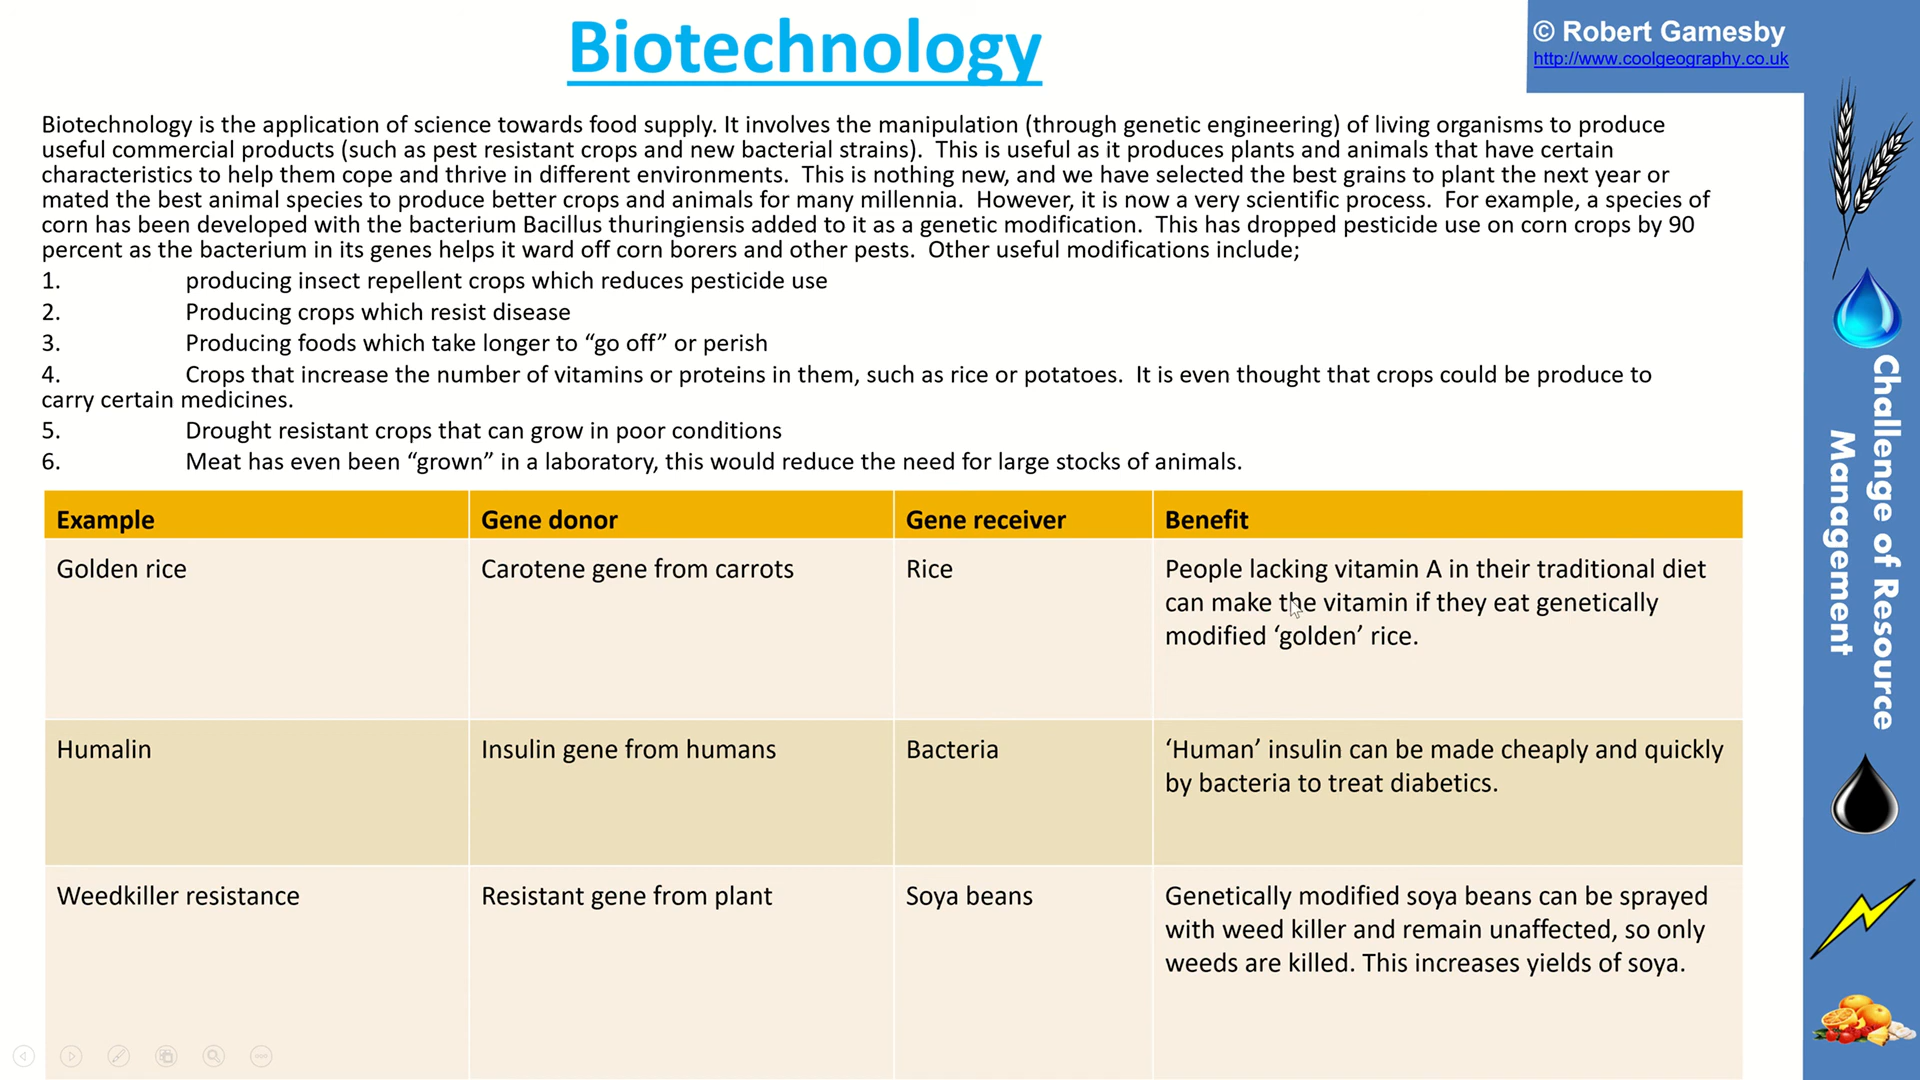 Biotechnology
© Robert Gamesby
http://www.coolgeography.co.uk
Biotechnology is the application of science towards food supply. It involves the manipulation (through genetic engineering) of living organisms to produce
useful commercial products (such as pest resistant crops and new bacterial strains).  This is useful as it produces plants and animals that have certain
characteristics to help them cope and thrive in different environments.  This is nothing new, and we have selected the best grains to plant the next year or
mated the best animal species to produce better crops and animals for many millennia.  However, it is now a very scientific process.  For example, a species of
corn has been developed with the bacterium Bacillus thuringiensis added to it as a genetic modification.  This has dropped pesticide use on corn crops by 90
percent as the bacterium in its genes helps it ward off corn borers and other pests.  Other useful modifications include;
1. producing insect repellent crops which reduces pesticide use
2. Producing crops which resist disease
3. Producing foods which take longer to “go off” or perish
4. Crops that increase the number of vitamins or proteins in them, such as rice or potatoes.  It is even thought that crops could be produce to
carry certain medicines.
5. Drought resistant crops that can grow in poor conditions
6. Meat has even been “grown” in a laboratory, this would reduce the need for large stocks of animals.
Example Gene donor Gene receiver Benefit
Golden rice Carotene gene from carrots Rice People lacking vitamin A in their traditional diet
can make the vitamin if they eat genetically
modified ‘golden’ rice.
Humalin Insulin gene from humans Bacteria ‘Human’ insulin can be made cheaply and quickly
by bacteria to treat diabetics.
Weedkiller resistance Resistant gene from plant Soya beans Genetically modified soya beans can be sprayed
with weed killer and remain unaffected, so only
weeds are killed. This increases yields of soya.
Challenge of Resource
Management